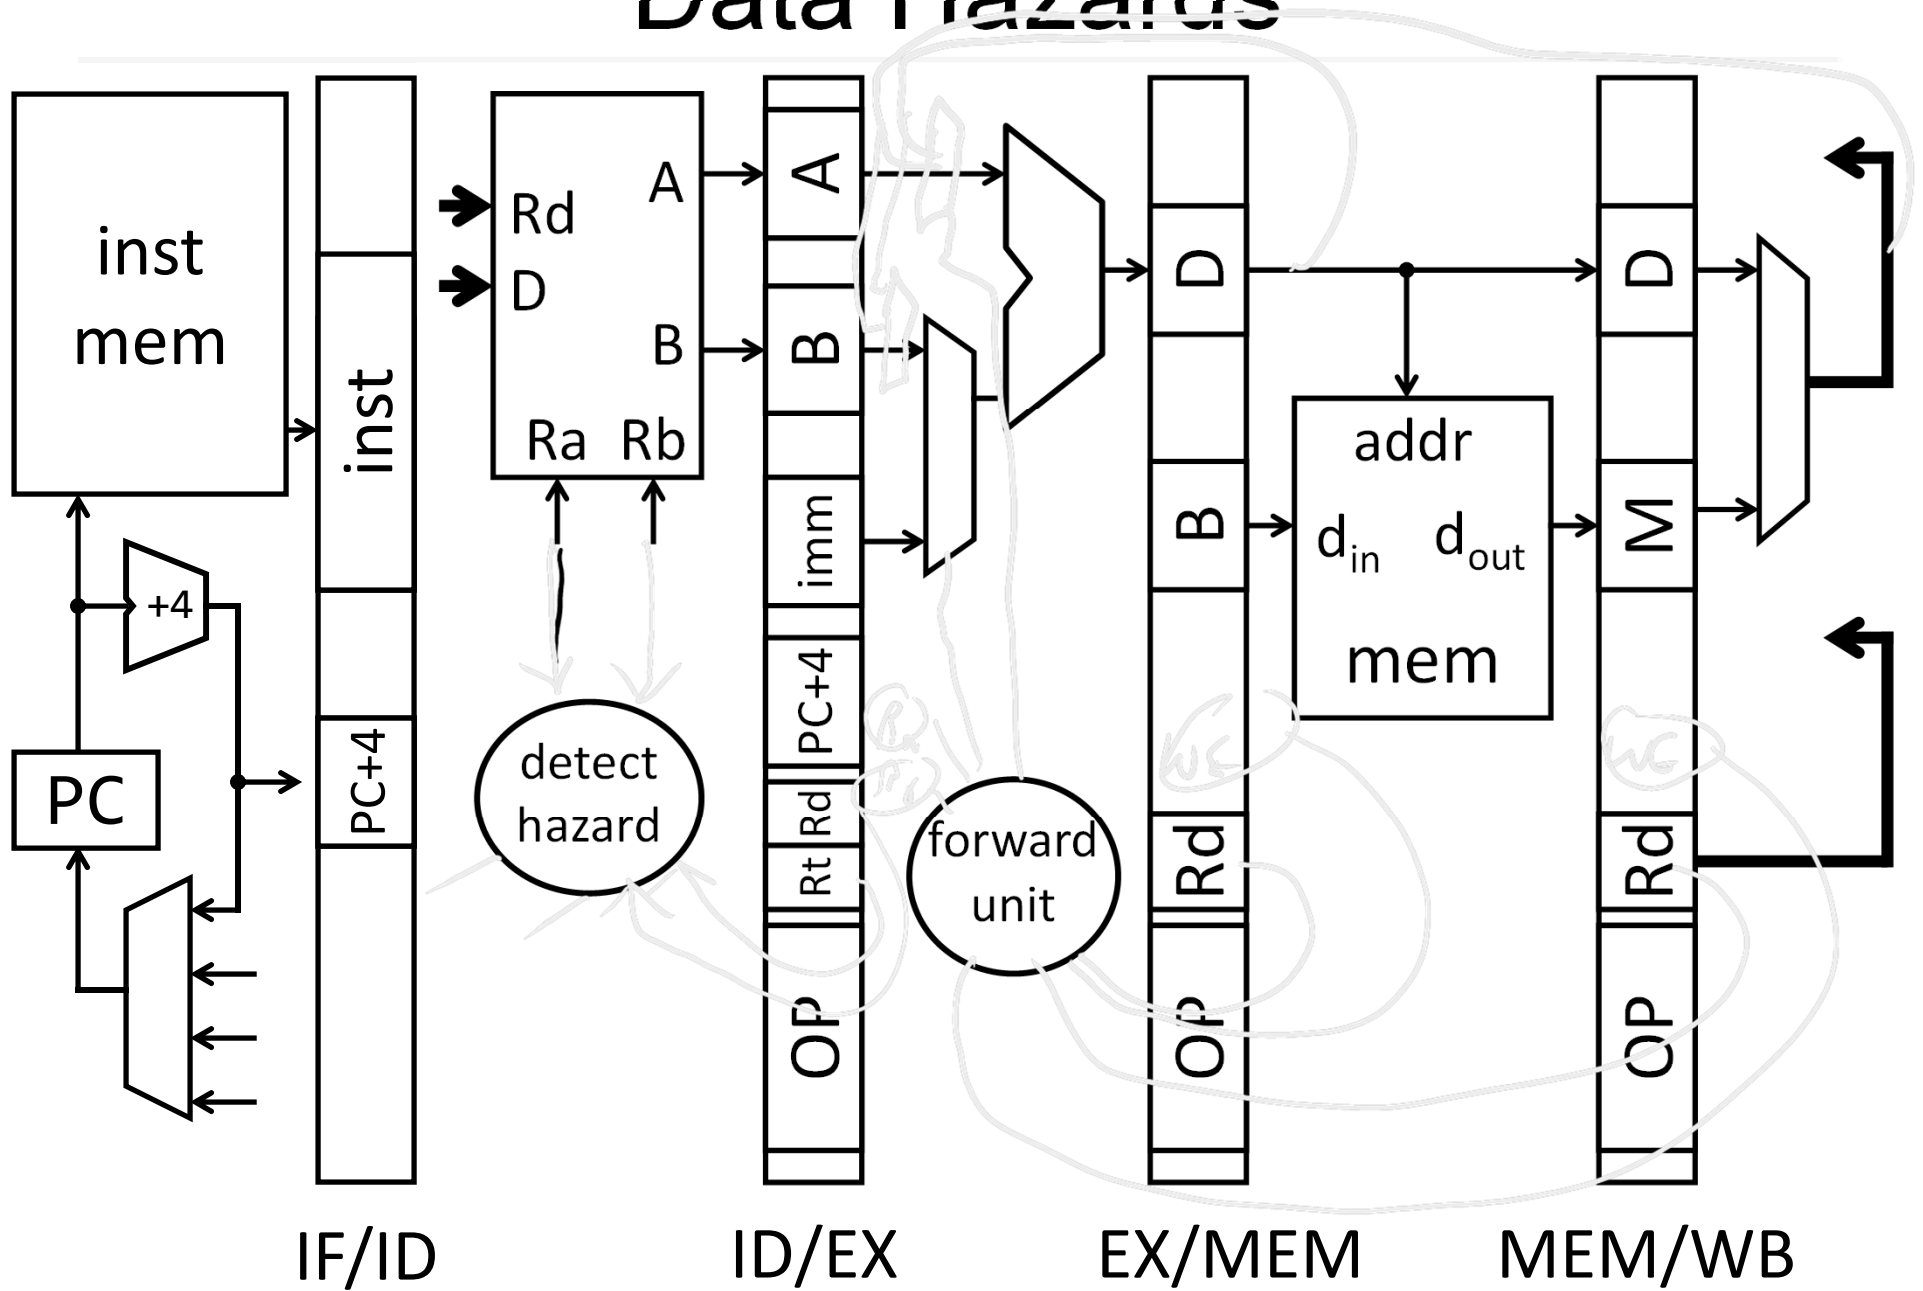 Data Hazards
inst
mem
+4
PC
inst
PC+4
Rd
D
A
B
Ra Rb
detect
hazard
A
B
imm
PC+4
Rd
Rt
OP
forward
unit
D
B
WC
Rd
OP
addr
din dout
mem
D
M
WC
Rd
OP
IF/ID
ID/EX
EX/MEM
MEM/WB